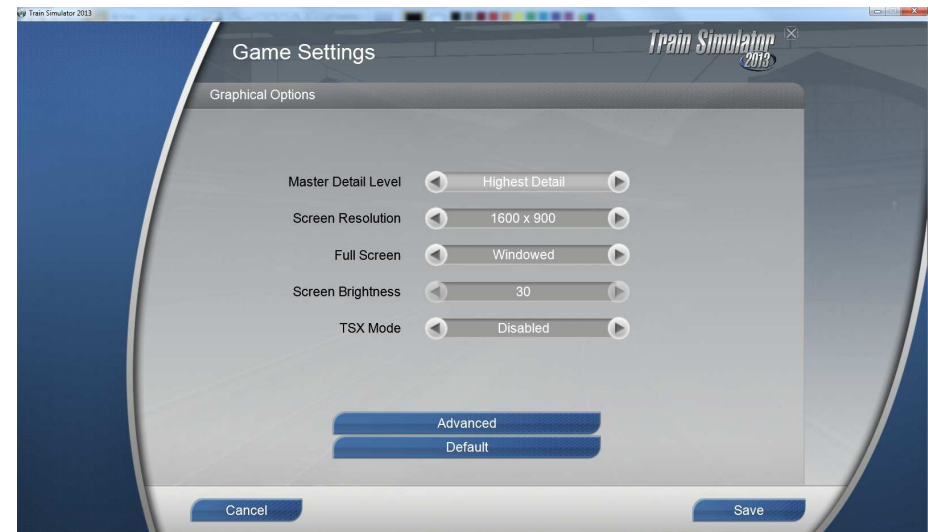 Train Simulator 2013
Game Settings
Train Simulator
2013
Graphical Options
Master Detail Level Highest Detail
Screen Resolution 1600 x 900
Full Screen Windowed
Screen Brightness 30
TSX Mode Disabled
Advanced
Default
Cancel Save